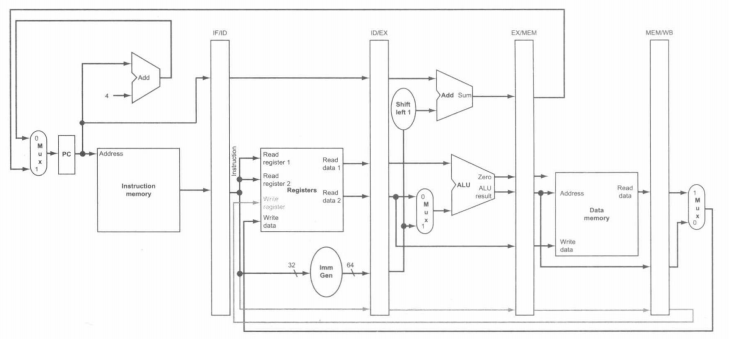 IF/ID
ID/EX
EX/MEM
MEM/WB
Add
4
Add Sum
Shift
left 1
0
M
u
x
1
PC
Address
Instruction
memory
Instruction
Read
register 1
Read
register 2
Registers
Write
register
Write
data
Read
data 1
Read
data 2
0
M
u
x
1
Zero
ALU
ALU
result
Address
Read
data
Data
memory
Write
data
1
M
u
x
0
32
Imm
Gen
64